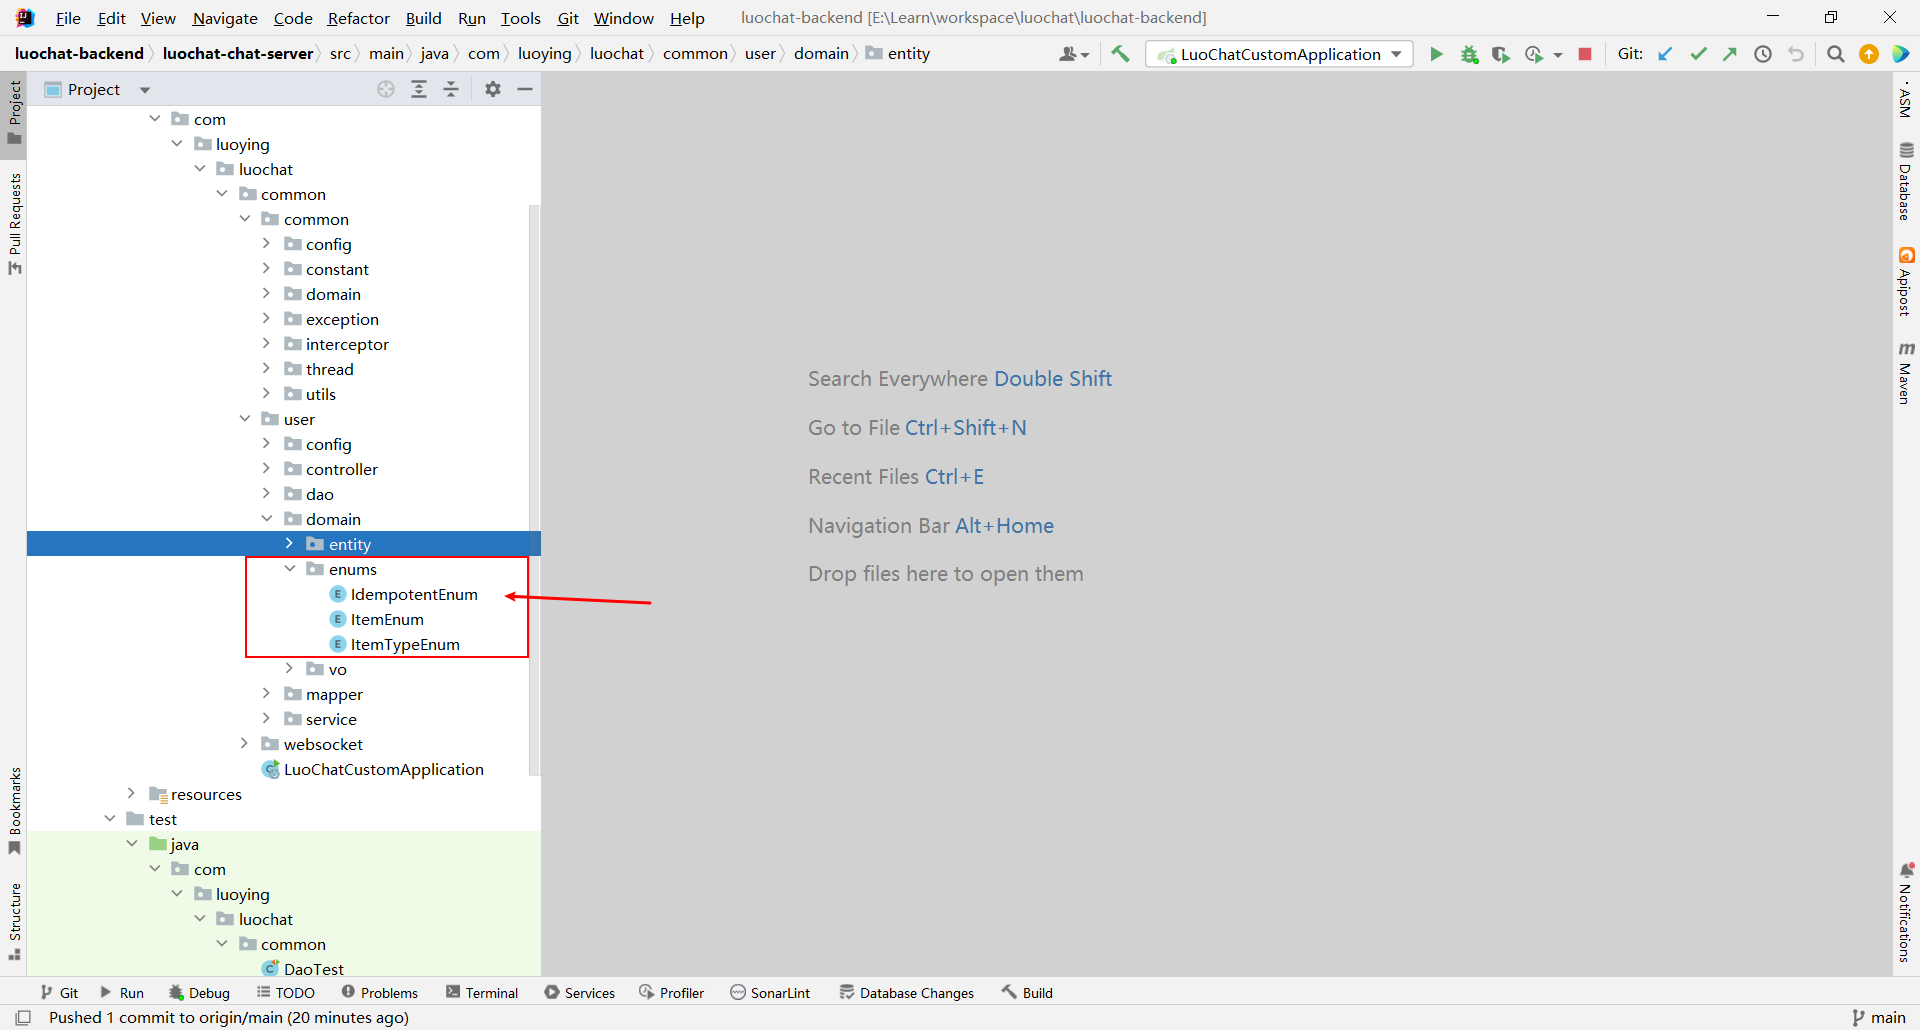 File Edit View Navigate Code Refactor Build Run Tools Git Window Help luochat-backend [E:\Learn\workspace\luochat\luochat-backend]
luochat-backend luochat-chat-server src main java com luoying luochat common user domain entity LuoChatCustomApplication Git:
Project
com
luoying
luochat
common
common
config
constant
domain
exception
interceptor
thread
utils
user
config
controller
dao
domain
entity
enums
IdempotentEnum
ItemEnum
ItemTypeEnum
vo
mapper
service
websocket
LuoChatCustomApplication
resources
test
java
com
luoying
luochat
common
DaoTest
Search Everywhere Double Shift
Go to File Ctrl+Shift+N
Recent Files Ctrl+E
Navigation Bar Alt+Home
Drop files here to open them
Project
Pull Requests
Bookmarks
Structure
ASM
Database
Apipost
Maven
Notifications
Git Run Debug TODO Problems Terminal Services Profiler SonarLint Database Changes Build
Pushed 1 commit to origin/main (20 minutes ago) main